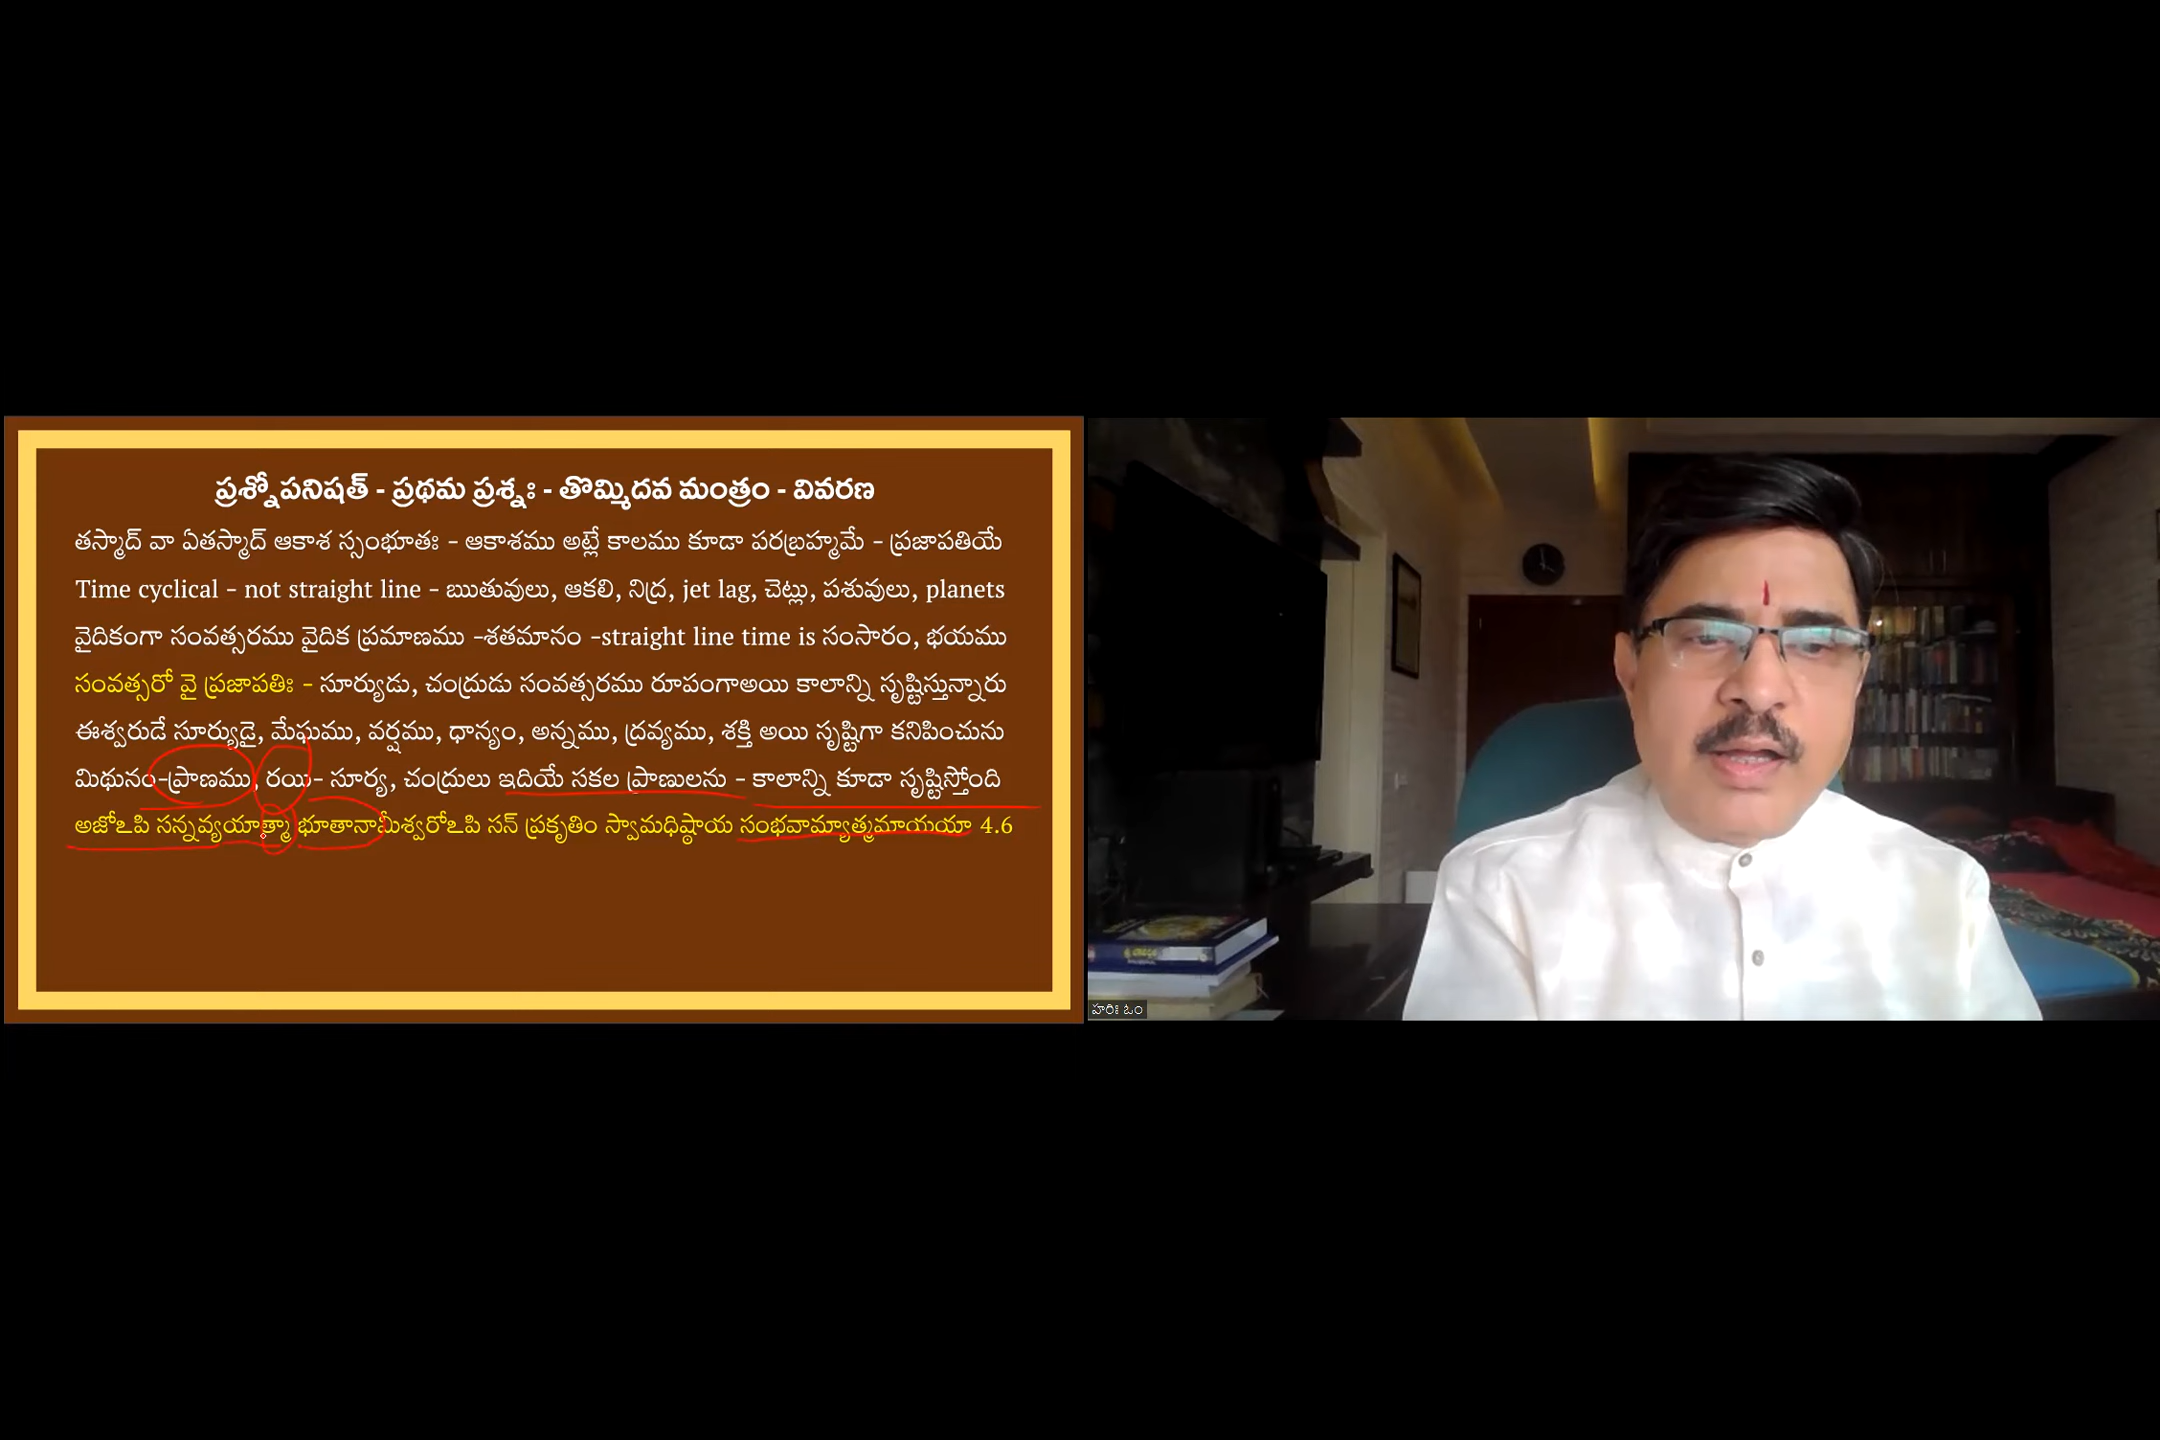 ప్రశ్నోపనిషత్ - ప్రథమ ప్రశ్నః - తొమ్మిదవ మంత్రం - వివరణ
తస్మాద్ వా ఏతస్మాద్ ఆకాశ స్సంభూతః - ఆకాశము అట్లే కాలము కూడా పరబ్రహ్మమే - ప్రజాపతియే
Time cyclical - not straight line - ఋతువులు, ఆకలి, నిద్ర, jet lag, చెట్లు, పశువులు, planets
వైదికంగా సంవత్సరము వైదిక ప్రమాణము -శతమానం -straight line time is సంసారం, భయము
సంవత్సరో వై ప్రజాపతిః - సూర్యుడు, చంద్రుడు సంవత్సరము రూపంగాఅయి కాలాన్ని సృష్టిస్తున్నారు
ఈశ్వరుడే సూర్యుడై, మేఘము, వర్షము, ధాన్యం, అన్నము, ద్రవ్యము, శక్తి అయి సృష్టిగా కనిపించును
మిథునం-ప్రాణము, రయి- సూర్య, చంద్రులు ఇదియే సకల ప్రాణులను - కాలాన్ని కూడా సృష్టిస్తోంది
అజోఽపి సన్నవ్యయాత్మా భూతానామీశ్వరోఽపి సన్ ప్రకృతిం స్వామధిష్ఠాయ సంభవామ్యాత్మమాయయా 4.6
హరిః ఓం